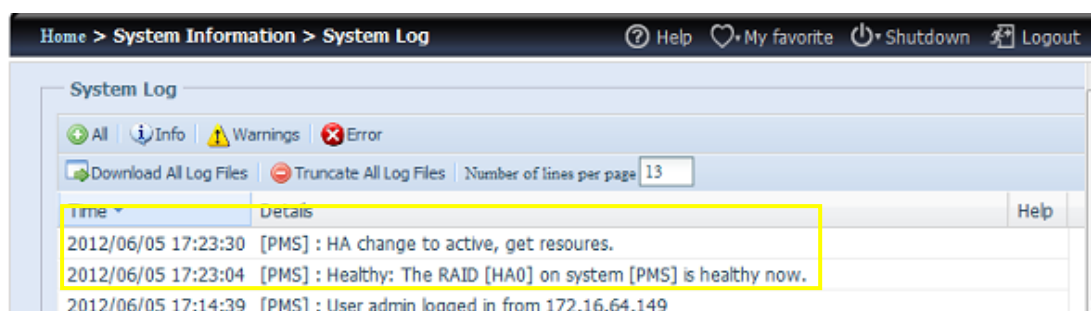 Home > System Information > System Log Help My favorite Shutdown Logout
System Log
All Info Warnings Error
Download All Log Files Truncate All Log Files Number of lines per page 13
Time Details Help
2012/06/05 17:23:30 [PMS] : HA change to active, get resoures.
2012/06/05 17:23:04 [PMS] : Healthy: The RAID [HA0] on system [PMS] is healthy now.
2012/06/05 17:14:39 [PMS] : User admin logged in from 172.16.64.149